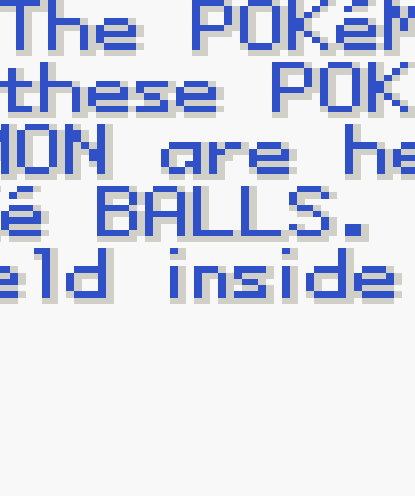 The POKéM
these POK
MON are he
é BALLS.
eld inside